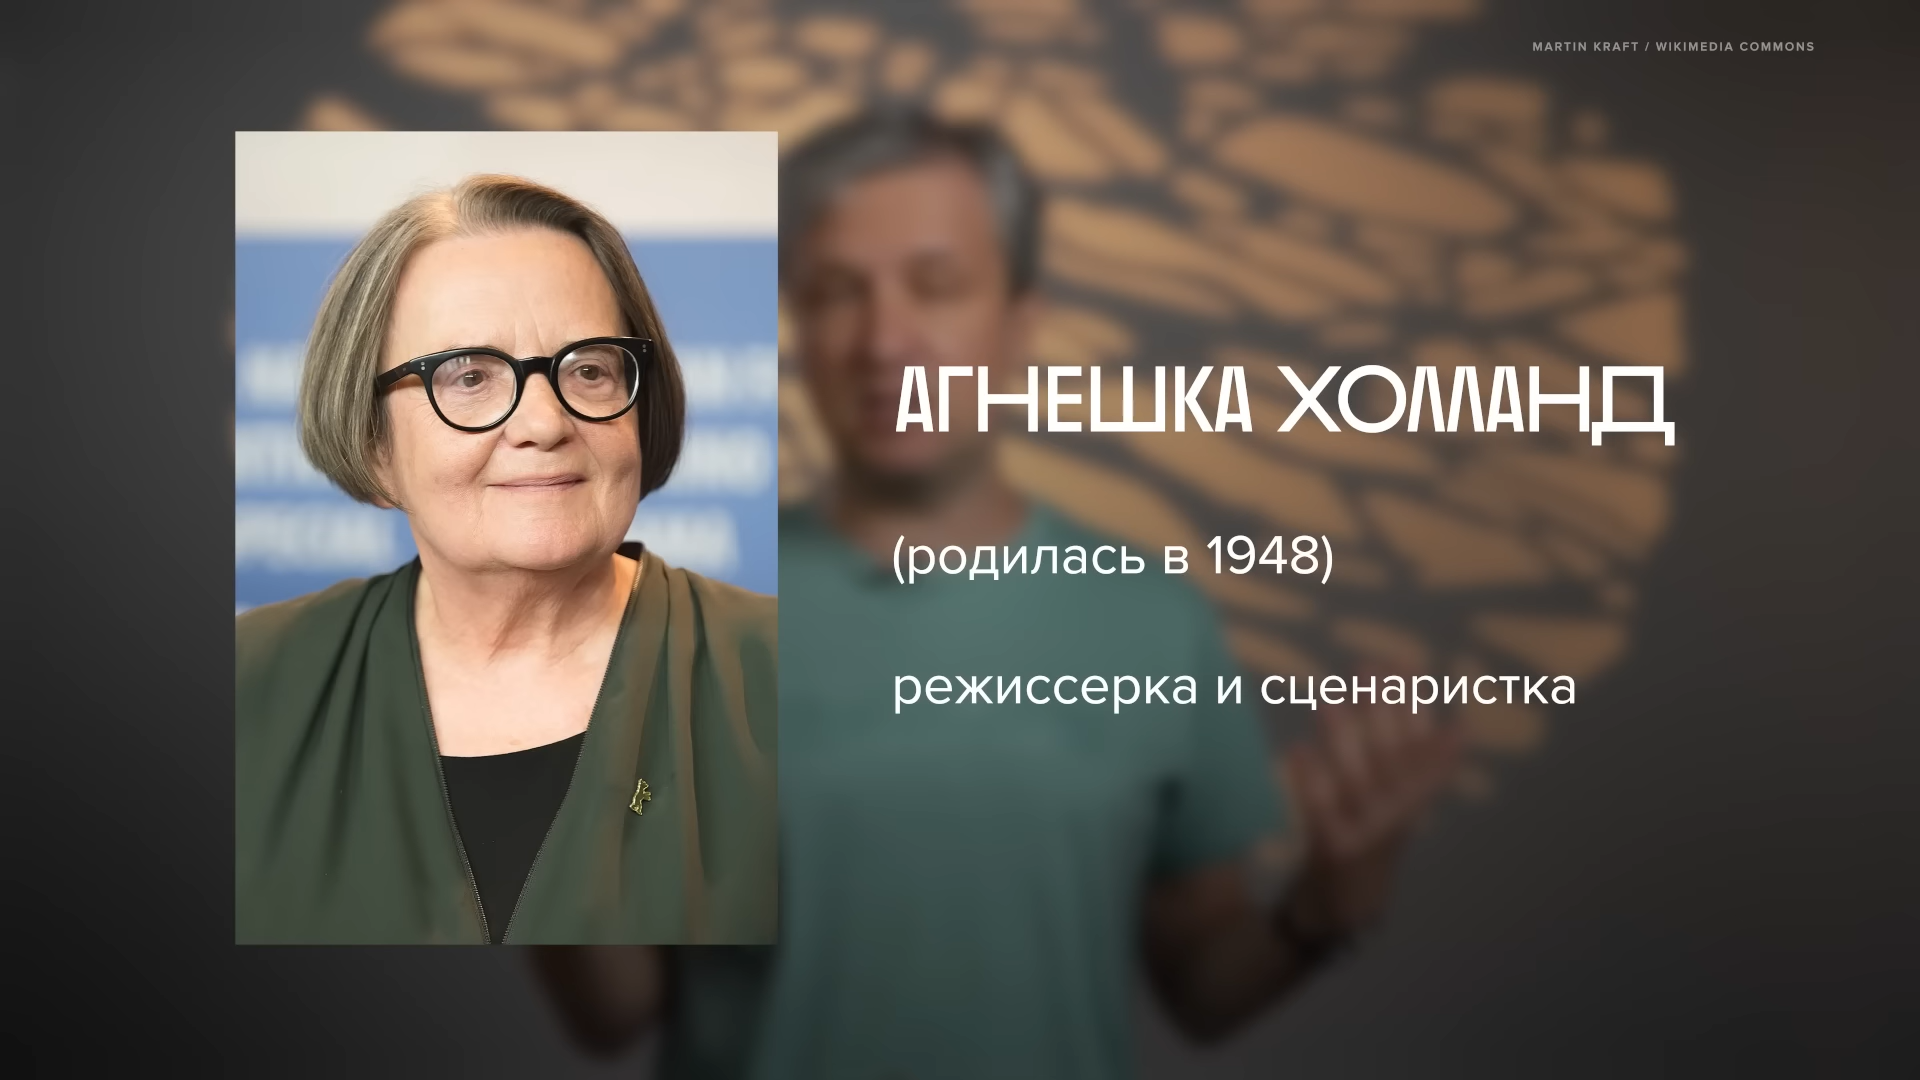 MARTIN KRAFT / WIKIMEDIA COMMONS
АГНЕШКА ХОЛЛАНД
(родилась в 1948)
режиссерка и сценаристка